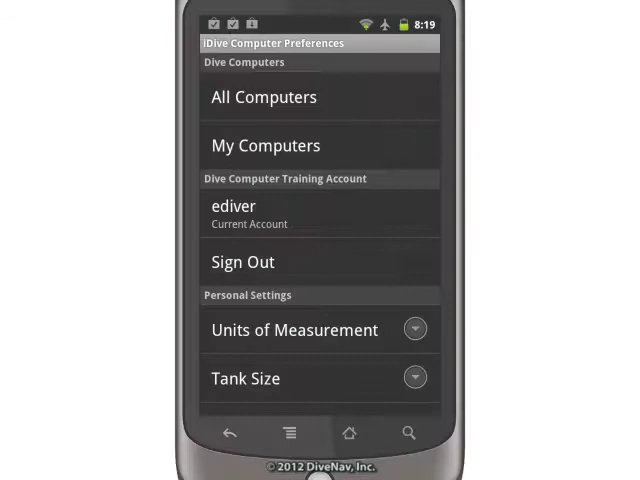 8:19
iDive Computer Preferences
Dive Computers
All Computers
My Computers
Dive Computer Training Account
ediver
Current Account
Sign Out
Personal Settings
Units of Measurement
Tank Size
© 2012 DiveNav, Inc.